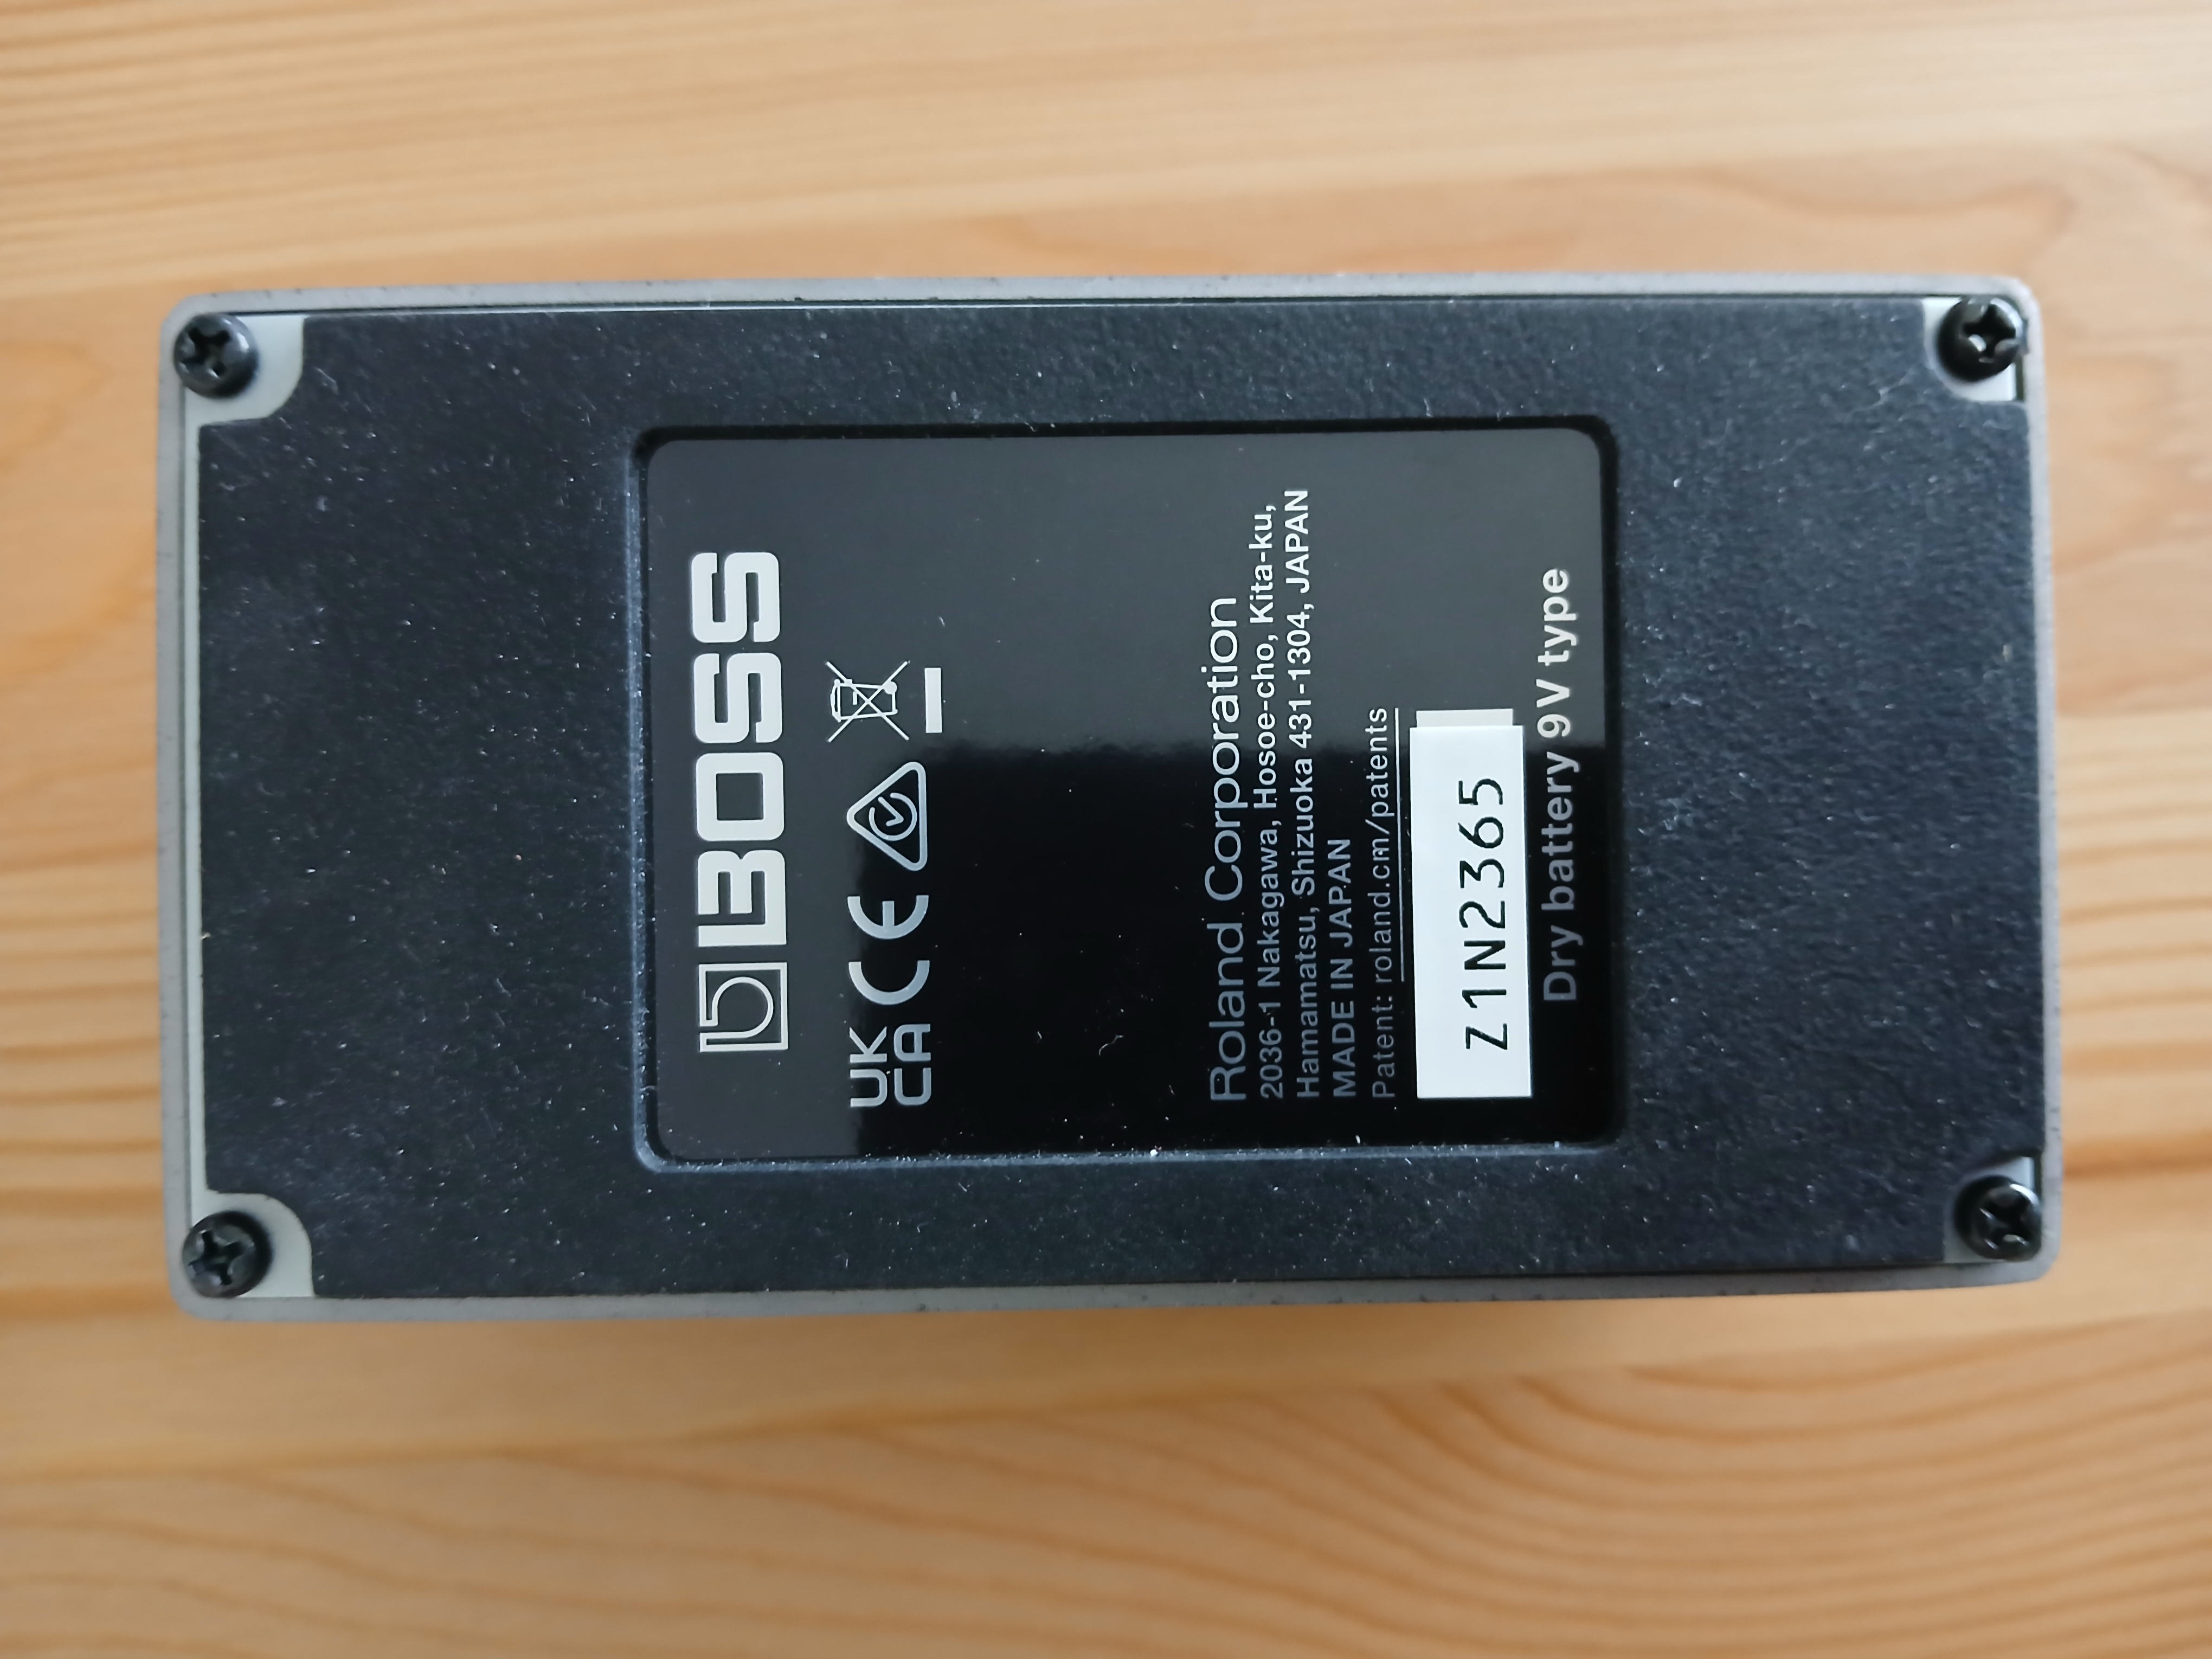 BOSS
UK
CA CE
Roland Corporation
2036-1 Nakagawa, Hosoe-cho, Kita-ku,
Hamamatsu, Shizuoka 431-1304, JAPAN
MADE IN JAPAN
Patent: roland.cm/patents
Z1N2365
Dry battery 9V type